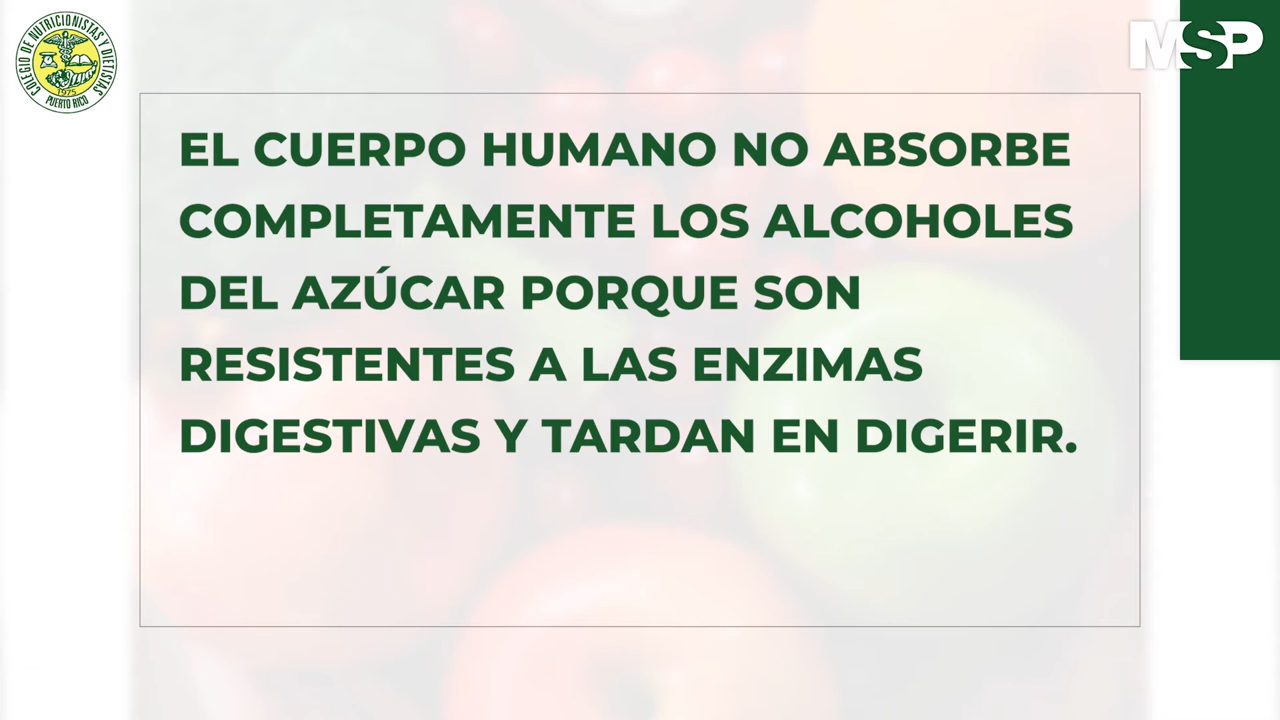 COLEGIO DE NUTRICIONISTAS Y DIETISTAS
1975
PUERTO RICO
MSP
EL CUERPO HUMANO NO ABSORBE
COMPLETAMENTE LOS ALCOHOLES
DEL AZÚCAR PORQUE SON
RESISTENTES A LAS ENZIMAS
DIGESTIVAS Y TARDAN EN DIGERIR.